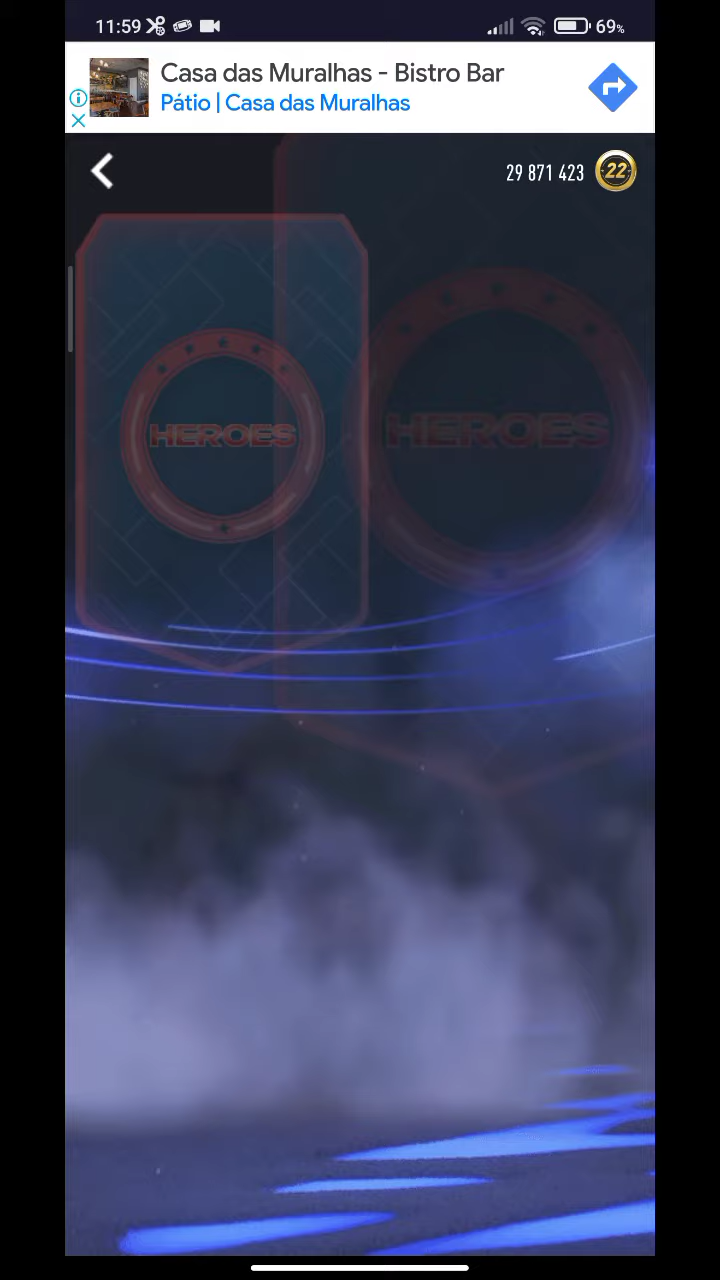 11:59
69%
Casa das Muralhas - Bistro Bar
Pátio | Casa das Muralhas
29 871 423
22
HEROES
HEROES